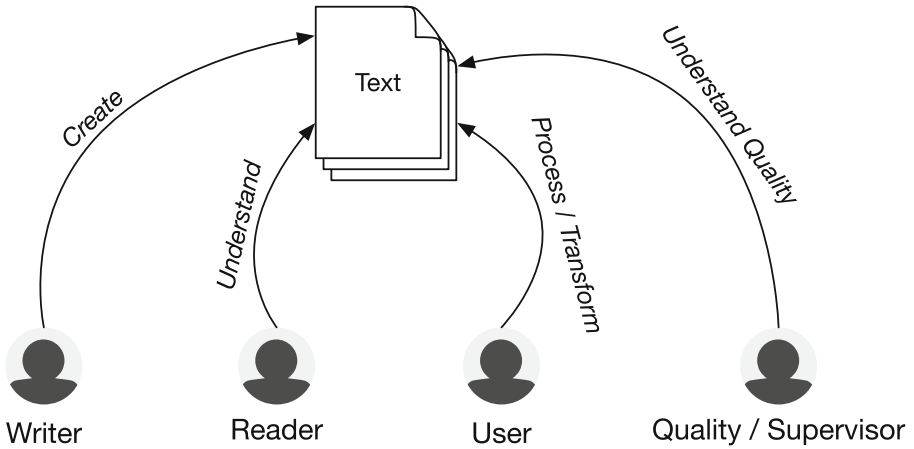 Text
Create
Understand
Process / Transform
Understand Quality
Writer
Reader
User
Quality / Supervisor